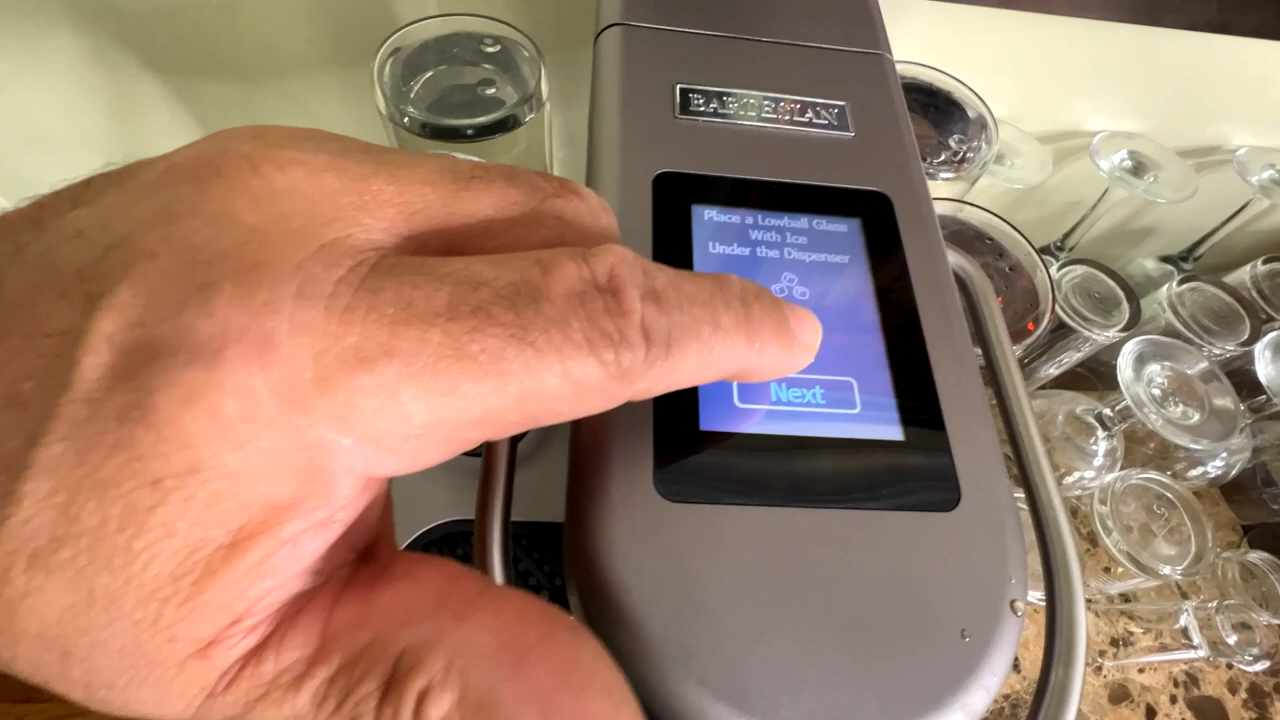 BARTESIAN
Place a Lowball Glass
With Ice
Under the Dispenser
Next